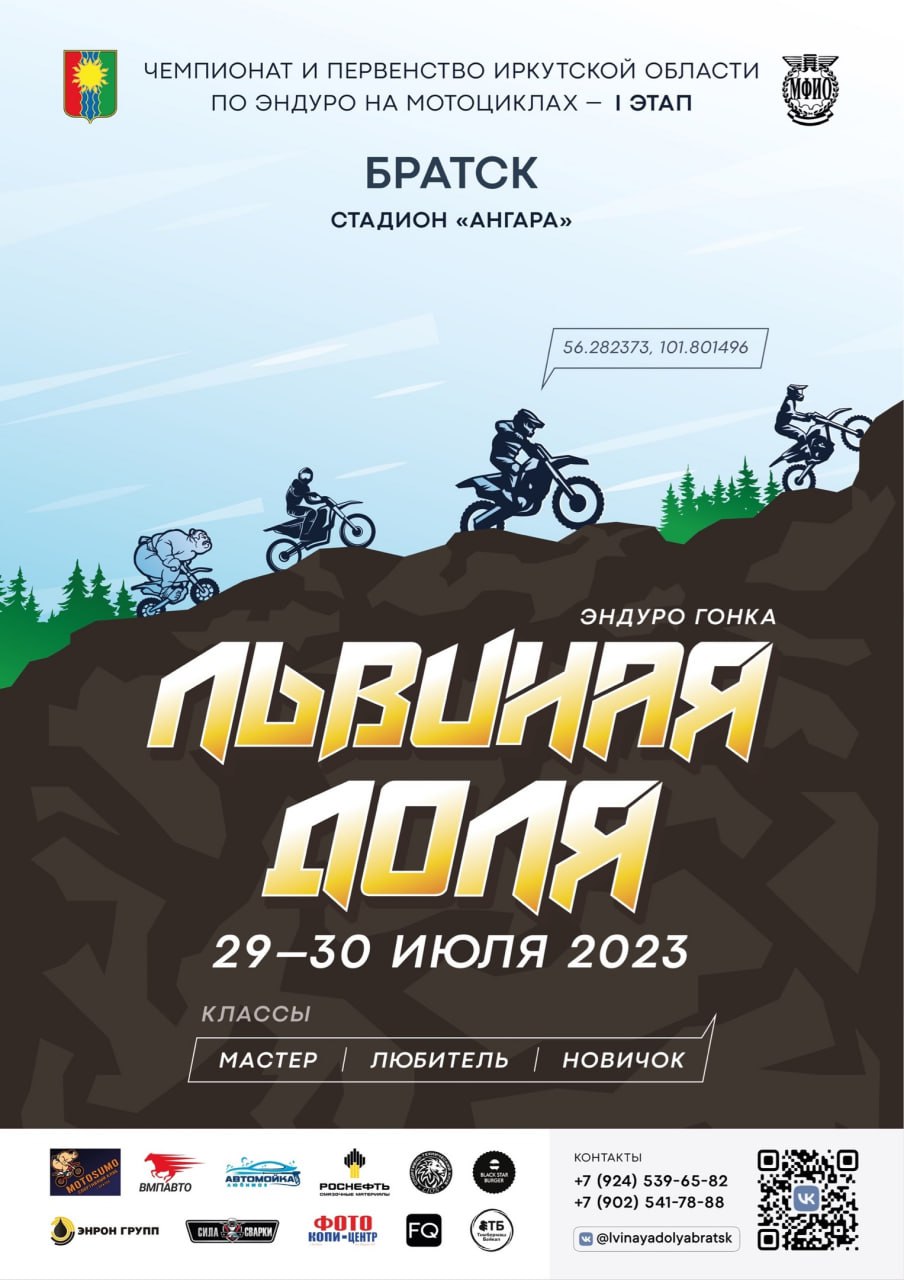 ЧЕМПИОНАТ И ПЕРВЕНСТВО ИРКУТСКОЙ ОБЛАСТИ
ПО ЭНДУРО НА МОТОЦИКЛАХ — I ЭТАП
МФИО
БРАТСК
СТАДИОН «АНГАРА»
56.282373, 101.801496
ЭНДУРО ГОНКА
ЛЬВИНАЯ
ДОЛЯ
29—30 ИЮЛЯ 2023
КЛАССЫ
МАСТЕР | ЛЮБИТЕЛЬ | НОВИЧОК
MOTOSUMO
ВМПАВТО
АВТОМОЙКА
ЛЮБИМОЕ
РОСНЕФТЬ
СМАЗОЧНЫЕ МАТЕРИАЛЫ
BLACK STAR
BURGER
ЭНРОН ГРУПП
СИЛА СВАРКИ
ФОТО
КОПИ-ЦЕНТР
FQ
ТБ
Тимбермаш
Байкал
КОНТАКТЫ
+7 (924) 539-65-82
+7 (902) 541-78-88
@lvinayadolyabratsk